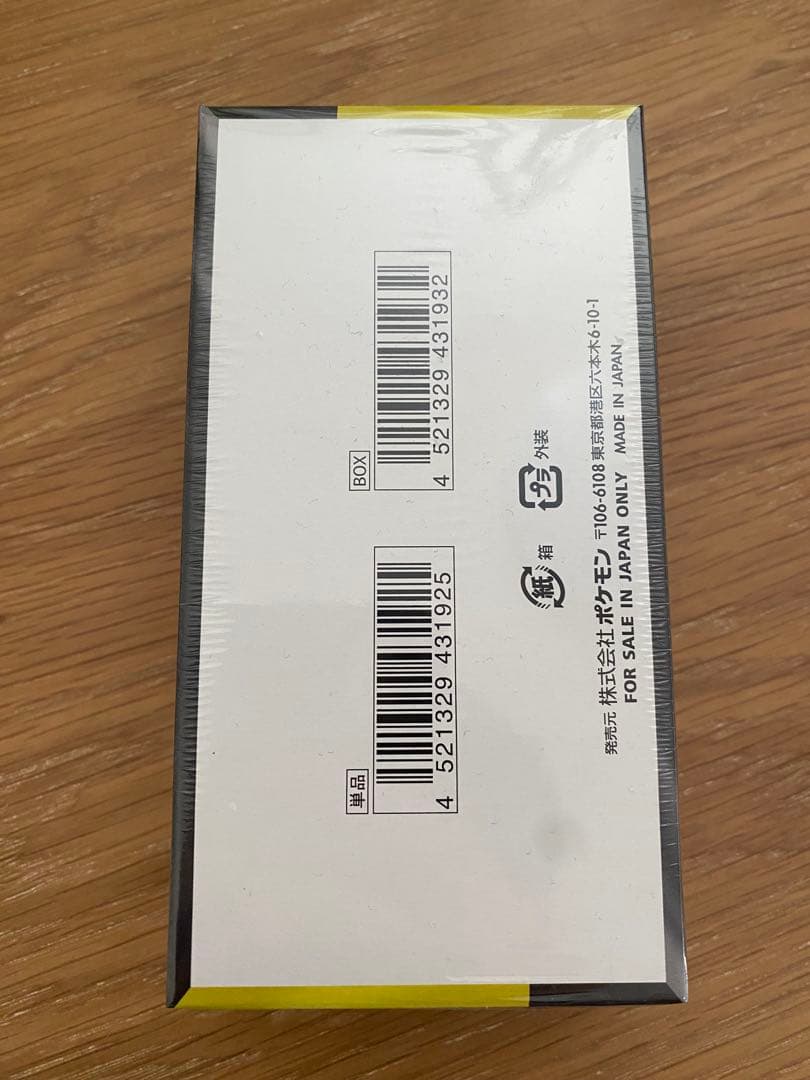 単品
4 521329 431925
BOX
4 521329 431932
紙 箱
プラ 外装
発売元 株式会社 ポケモン 〒106-6108 東京都港区六本木6-10-1
FOR SALE IN JAPAN ONLY MADE IN JAPAN